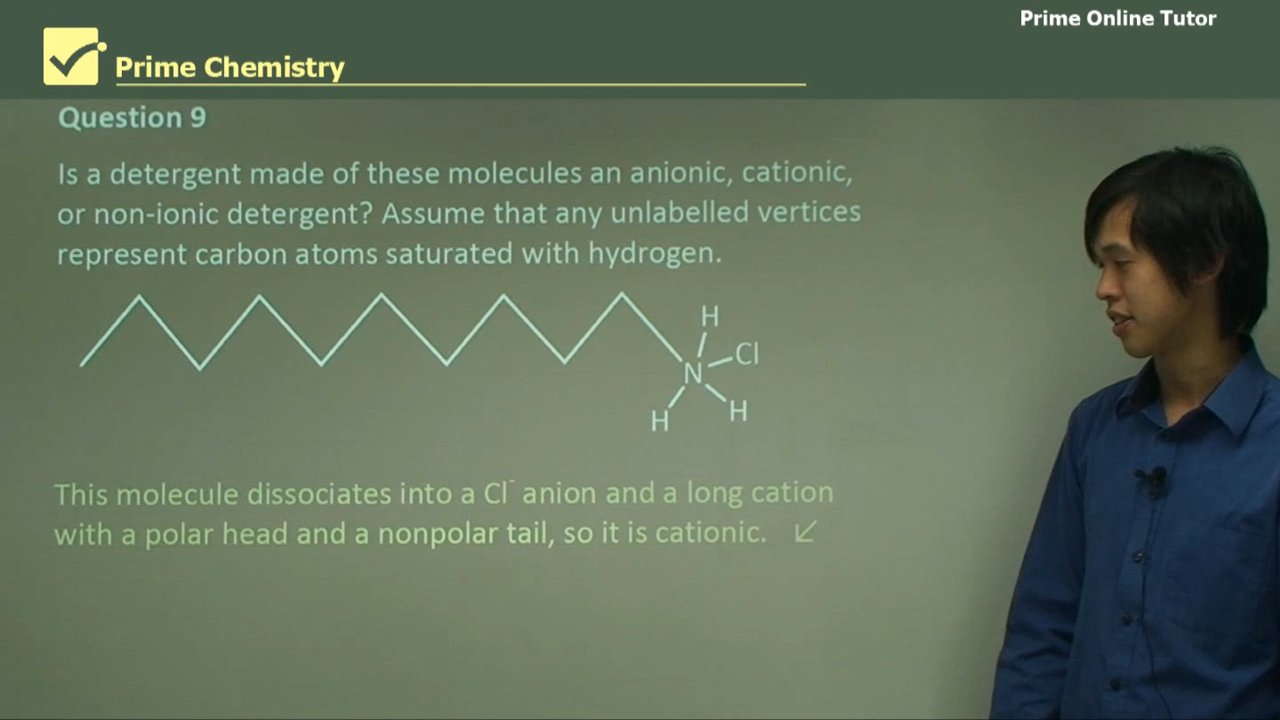 Prime Online Tutor
Prime Chemistry
Question 9
Is a detergent made of these molecules an anionic, cationic,
or non-ionic detergent? Assume that any unlabelled vertices
represent carbon atoms saturated with hydrogen.
H
Cl
N
H
H
This molecule dissociates into a Cl⁻ anion and a long cation
with a polar head and a nonpolar tail, so it is cationic.